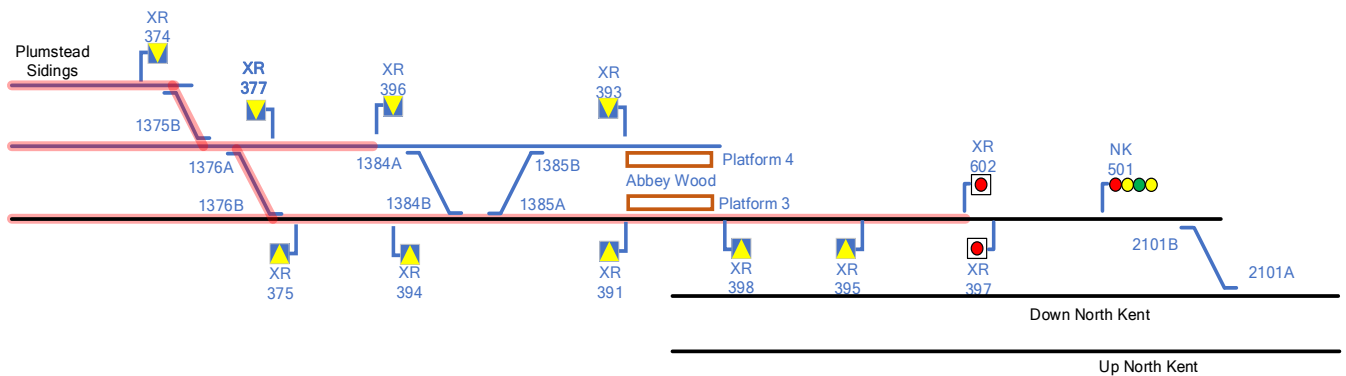 XR
374
Plumstead
Sidings
XR
377
XR
396
XR
393
1375B
1376A
1384A
1385B
Platform 4
XR
602
NK
501
Abbey Wood
1376B
1384B
1385A
Platform 3
XR
375
XR
394
XR
391
XR
398
XR
395
XR
397
2101B
2101A
Down North Kent
Up North Kent